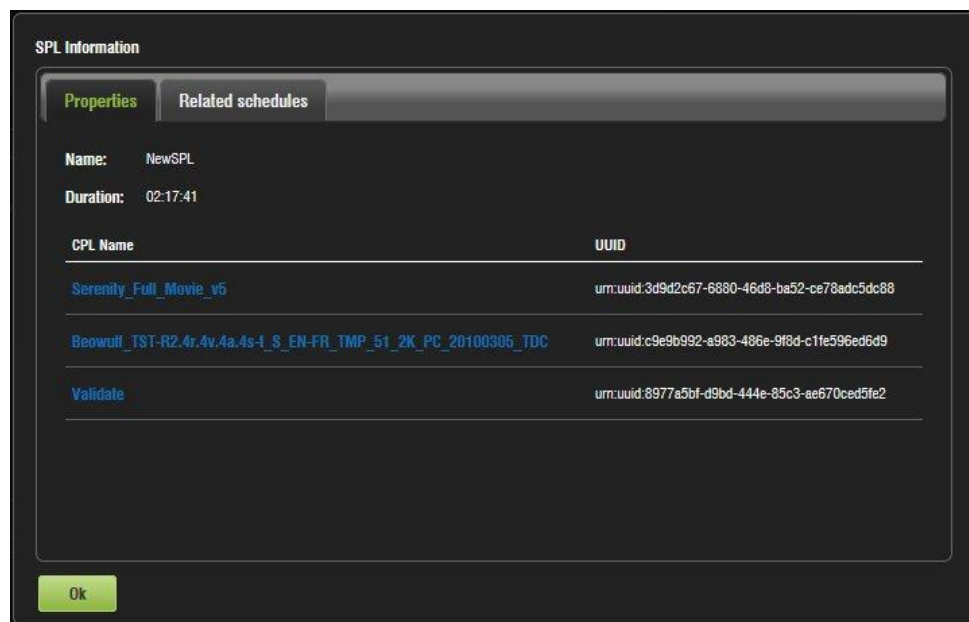 SPL Information
Properties Related schedules
Name: NewSPL
Duration: 02:17:41
CPL Name UUID
Serenity_Full_Movie_v5 urn:uuid:3d9d2c67-6880-46d8-ba52-ce78adc5dc88
Beowulf_TST-R2.4r.4v.4a.4s-t_S_EN-FR_TMP_51_2K_PC_20100305_TDC urn:uuid:c9e9b992-a983-486e-9f8d-c1fe596ed6d9
Validate urn:uuid:8977a5bf-d9bd-444e-85c3-ae670ced5fe2
Ok